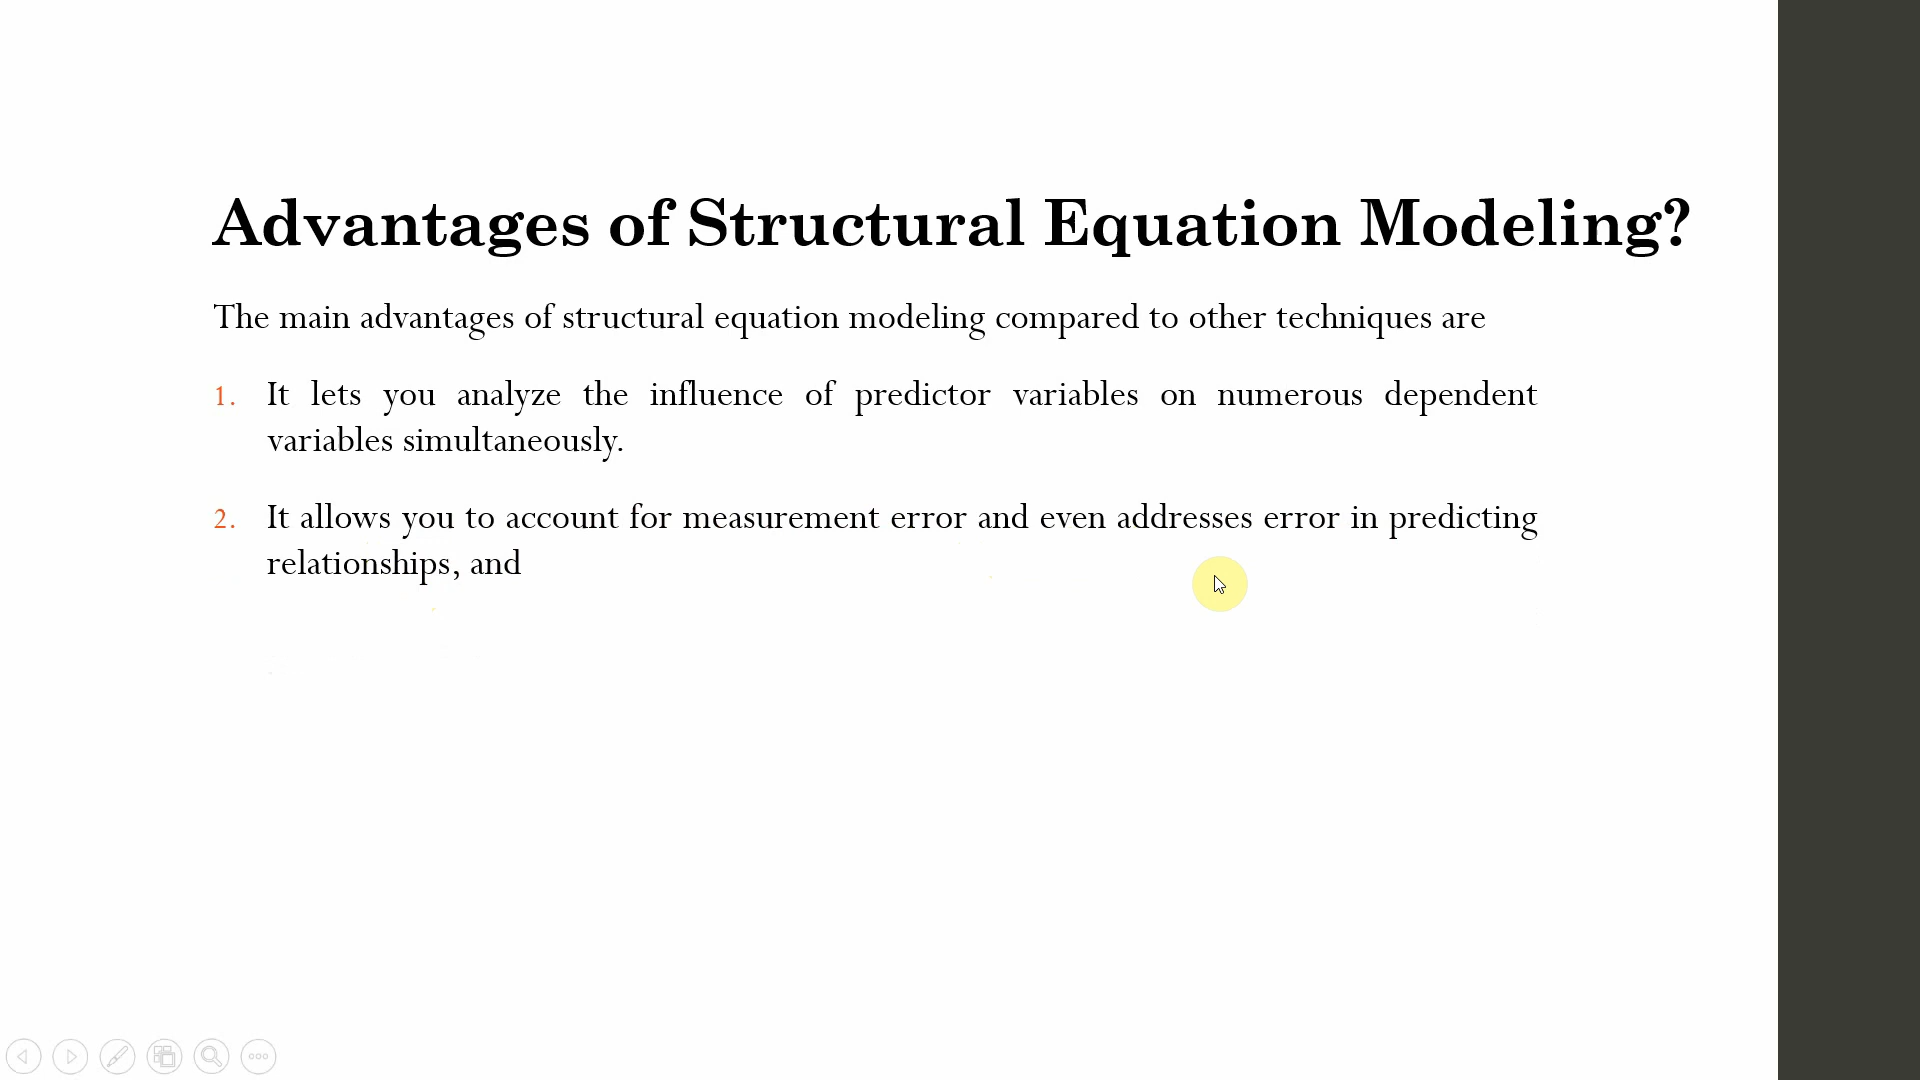 Advantages of Structural Equation Modeling?
The main advantages of structural equation modeling compared to other techniques are
1. It lets you analyze the influence of predictor variables on numerous dependent
variables simultaneously.
2. It allows you to account for measurement error and even addresses error in predicting
relationships, and